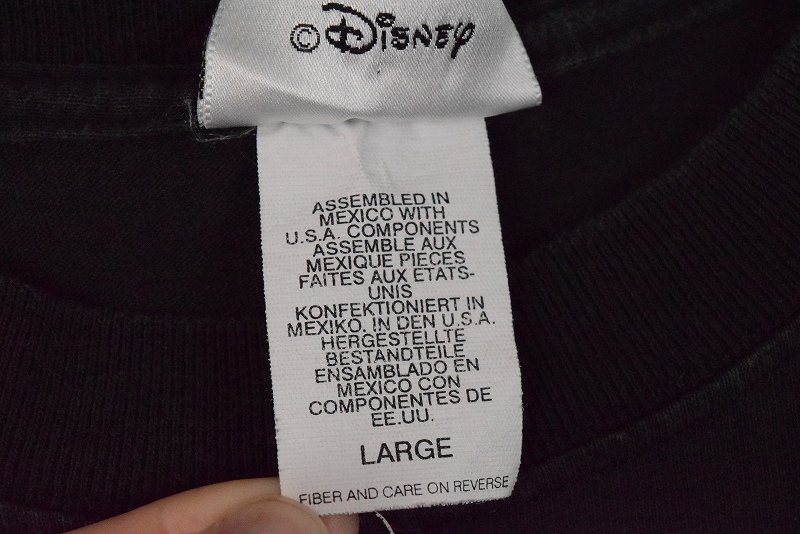 © Disney
ASSEMBLED IN
MEXICO WITH
U.S.A. COMPONENTS
ASSEMBLE AUX
MEXIQUE PIECES
FAITES AUX ETATS-
UNIS
KONFEKTIONIERT IN
MEXIKO. IN DEN U.S.A.
HERGESTELLTE
BESTANDTEILE
ENSAMBLADO EN
MEXICO CON
COMPONENTES DE
EE.UU.
LARGE
FIBER AND CARE ON REVERSE